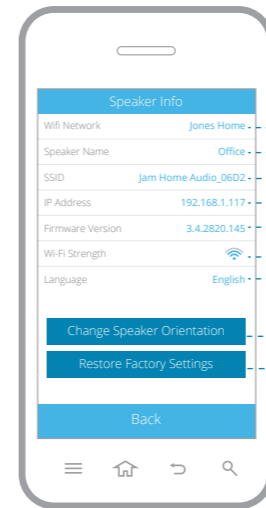 Speaker Info
Wifi Network Jones Home
Speaker Name Office
SSID Jam Home Audio_06D2
IP Address 192.168.1.117
Firmware Version 3.4.2820.145
Wi-Fi Strength
Language English
Change Speaker Orientation
Restore Factory Settings
Back